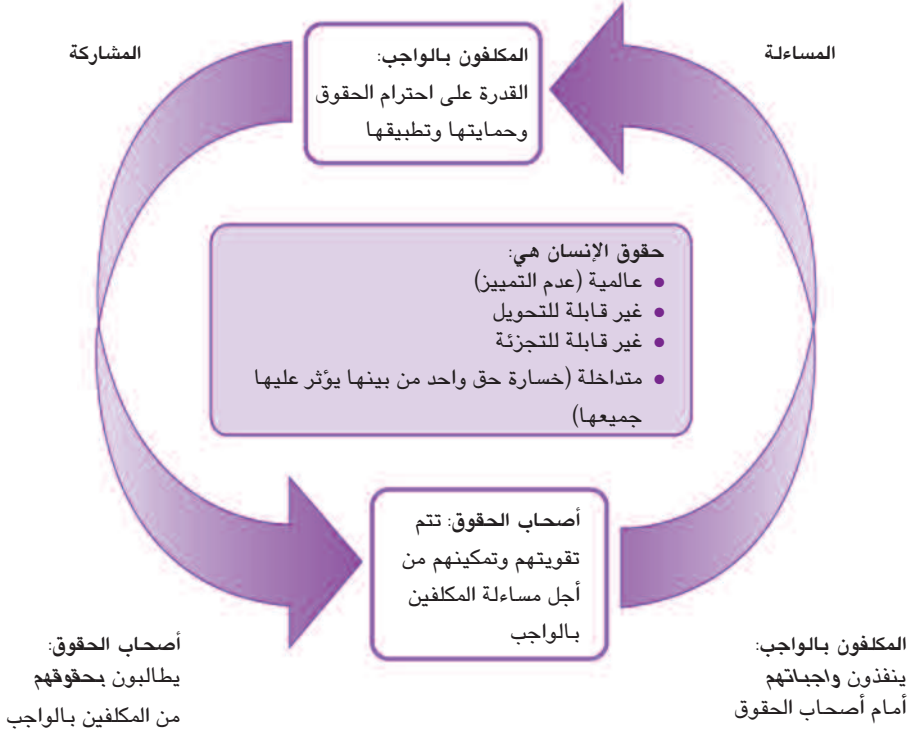 المساءلة
المشاركة
المكلفون بالواجب:
القدرة على احترام الحقوق
وحمايتها وتطبيقها
حقوق الإنسان هي:
• عالمية (عدم التمييز)
• غير قابلة للتحويل
• غير قابلة للتجزئة
• متداخلة (خسارة حق واحد من بينها يؤثر عليها
جميعها)
أصحاب الحقوق: تتم
تقويتهم وتمكينهم من
أجل مساءلة المكلفين
بالواجب
المكلفون بالواجب:
ينفذون واجباتهم
أمام أصحاب الحقوق
أصحاب الحقوق:
يطالبون بحقوقهم
من المكلفين بالواجب